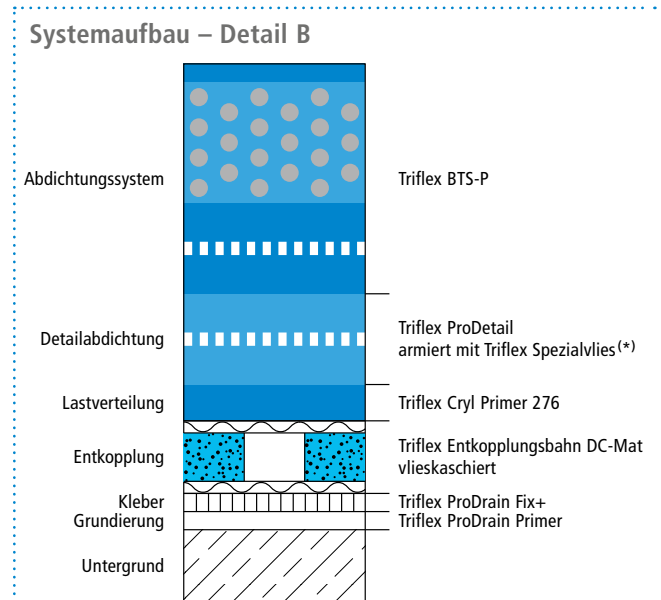 Systemaufbau – Detail B
Abdichtungssystem
Triflex BTS-P
Detailabdichtung
Triflex ProDetail
armiert mit Triflex Spezialvlies(*)
Lastverteilung
Triflex Cryl Primer 276
Entkopplung
Triflex Entkopplungsbahn DC-Mat
vlieskaschiert
Kleber
Triflex ProDrain Fix+
Grundierung
Triflex ProDrain Primer
Untergrund